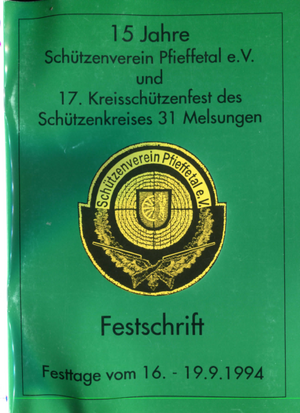 15 Jahre
Schützenverein Pfieffetal e.V.
und
17. Kreisschützenfest des
Schützenkreises 31 Melsungen
Schützenverein Pfieffetal e.V.
Festschrift
Festtage vom 16. - 19.9.1994